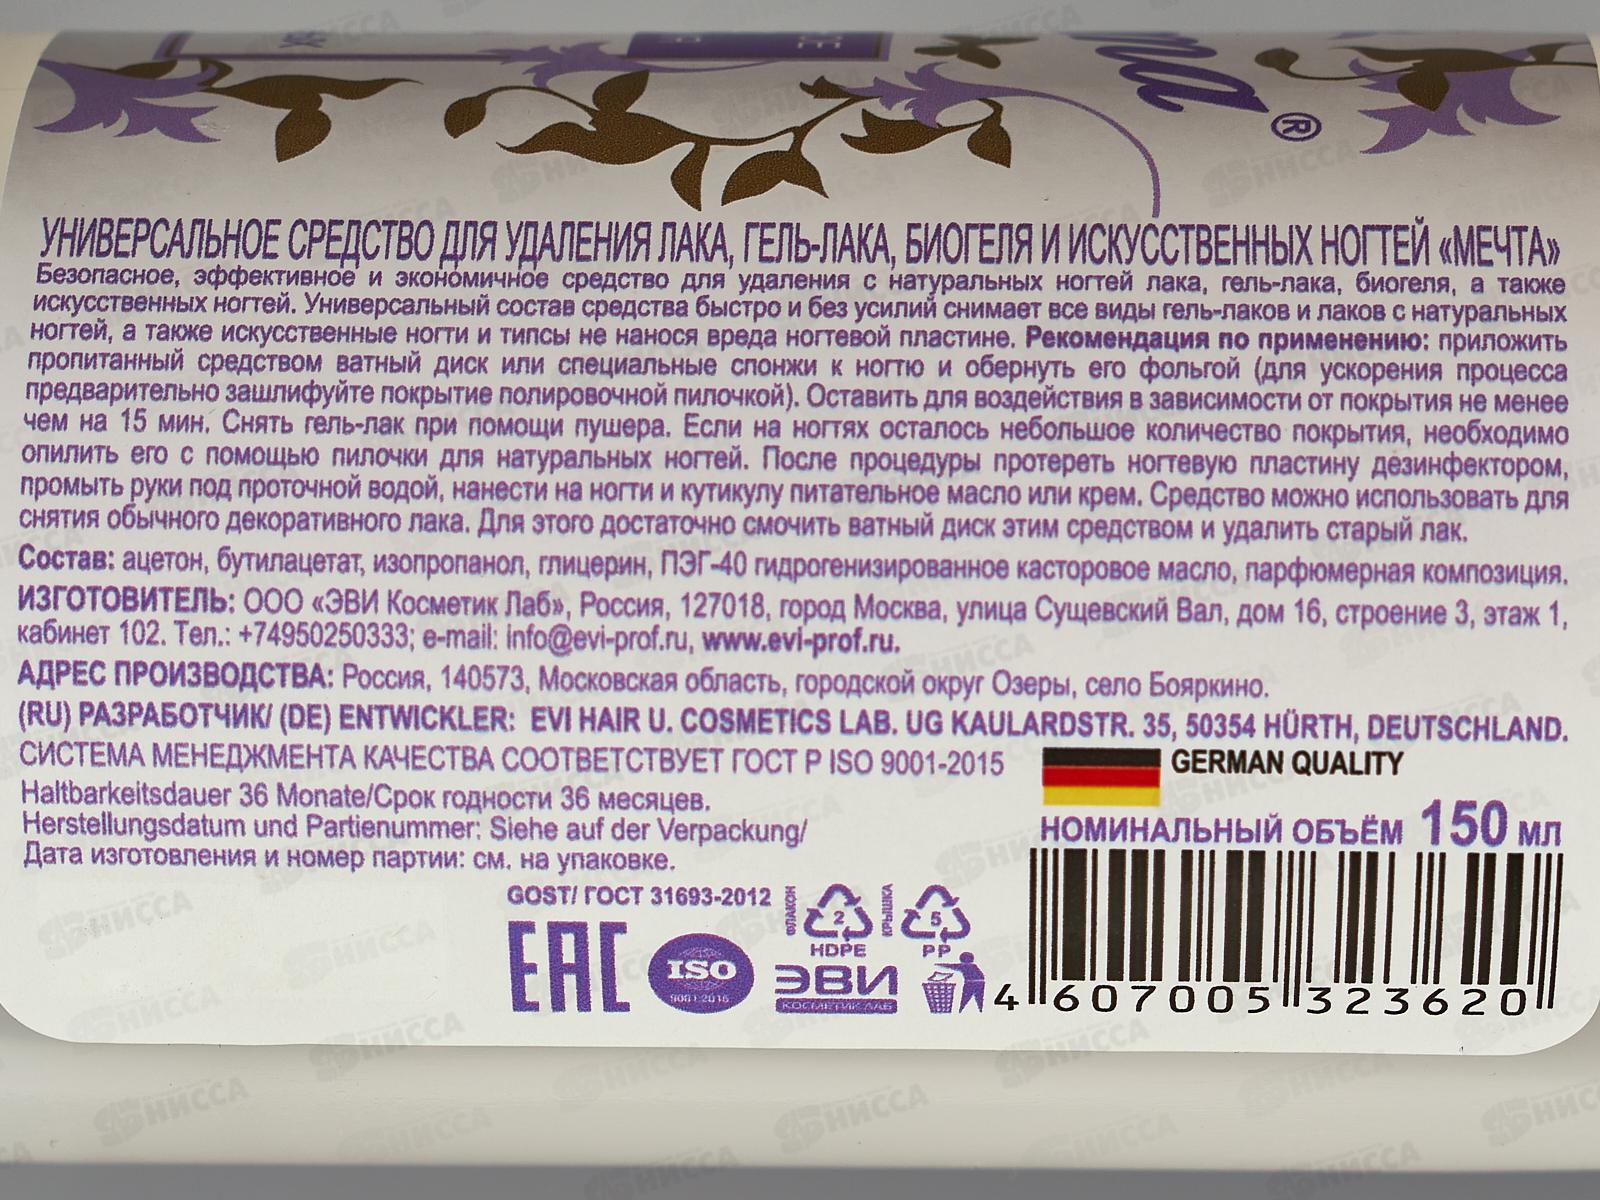 ®
УНИВЕРСАЛЬНОЕ СРЕДСТВО ДЛЯ УДАЛЕНИЯ ЛАКА, ГЕЛЬ-ЛАКА, БИОГЕЛЯ И ИСКУССТВЕННЫХ НОГТЕЙ «МЕЧТА»
Безопасное, эффективное и экономичное средство для удаления с натуральных ногтей лака, гель-лака, биогеля, а также
искусственных ногтей. Универсальный состав средства быстро и без усилий снимает все виды гель-лаков и лаков с натуральных
ногтей, а также искусственные ногти и типсы не нанося вреда ногтевой пластине. Рекомендация по применению: приложить
пропитанный средством ватный диск или специальные спонжи к ногтю и обернуть его фольгой (для ускорения процесса
предварительно зашлифуйте покрытие полировочной пилочкой). Оставить для воздействия в зависимости от покрытия не менее
чем на 15 мин. Снять гель-лак при помощи пушера. Если на ногтях осталось небольшое количество покрытия, необходимо
опилить его с помощью пилочки для натуральных ногтей. После процедуры протереть ногтевую пластину дезинфектором,
промыть руки под проточной водой, нанести на ногти и кутикулу питательное масло или крем. Средство можно использовать для
снятия обычного декоративного лака. Для этого достаточно смочить ватный диск этим средством и удалить старый лак.
Состав: ацетон, бутилацетат, изопропанол, глицерин, ПЭГ-40 гидрогенизированное касторовое масло, парфюмерная композиция.
ИЗГОТОВИТЕЛЬ: ООО «ЭВИ Косметик Лаб», Россия, 127018, город Москва, улица Сущевский Вал, дом 16, строение 3, этаж 1,
кабинет 102. Тел.: +74950250333; e-mail: info@evi-prof.ru, www.evi-prof.ru.
АДРЕС ПРОИЗВОДСТВА: Россия, 140573, Московская область, городской округ Озеры, село Бояркино.
(RU) РАЗРАБОТЧИК/ (DE) ENTWICKLER: EVI HAIR U. COSMETICS LAB. UG KAULARDSTR. 35, 50354 HÜRTH, DEUTSCHLAND.
СИСТЕМА МЕНЕДЖМЕНТА КАЧЕСТВА СООТВЕТСТВУЕТ ГОСТ Р ISO 9001-2015
GERMAN QUALITY
Haltbarkeitsdauer 36 Monate/Срок годности 36 месяцев.
Herstellungsdatum und Partienummer: Siehe auf der Verpackung/
Дата изготовления и номер партии: см. на упаковке.
НОМИНАЛЬНЫЙ ОБЪЁМ 150 МЛ
GOST/ ГОСТ 31693-2012
ФЛАКОН
2
HDPE
КРЫШКА
5
PP
EAC
ISO
9001:2015
ЭВИ
КОСМЕТИК ЛАБ
4 607005 323620
НИССА